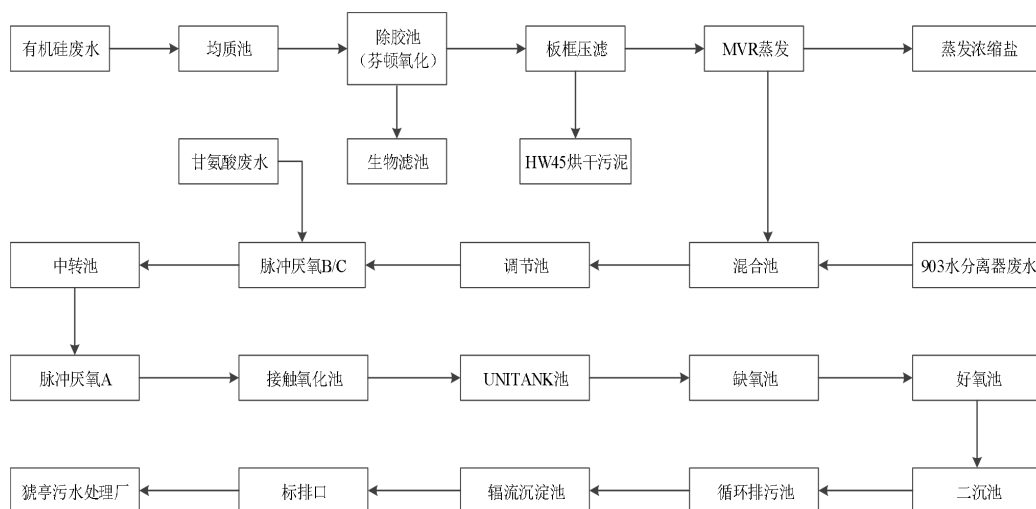 有机硅废水
均质池
除胶池
（芬顿氧化）
板框压滤
MVR蒸发
蒸发浓缩盐
甘氨酸废水
生物滤池
HW45烘干污泥
中转池
脉冲厌氧B/C
调节池
混合池
903水分离器废水
脉冲厌氧A
接触氧化池
UNITANK池
缺氧池
好氧池
猇亭污水处理厂
标排口
辐流沉淀池
循环排污池
二沉池